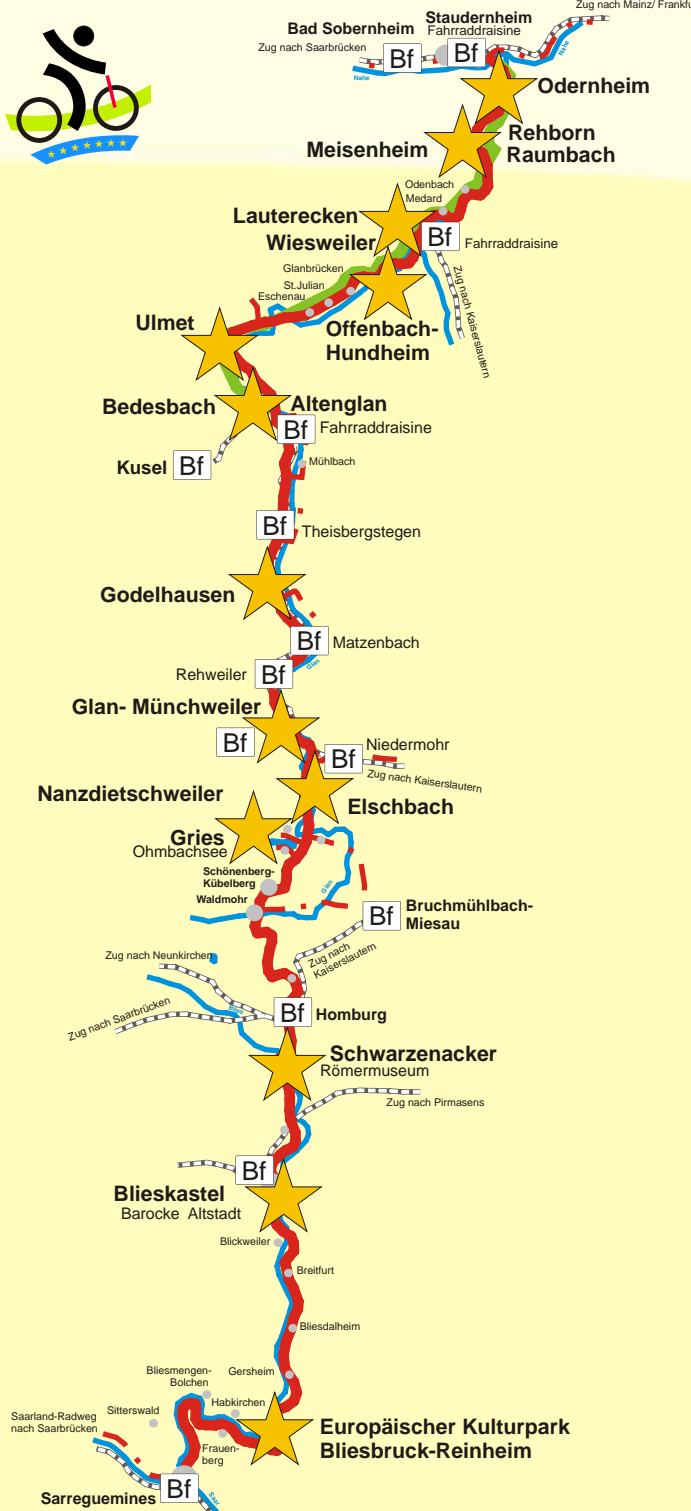 Zug nach Mainz/ Frankfu
Staudernheim
Bad Sobernheim
Fahrraddraisine
Zug nach Saarbrücken
Bf
Bf
Nahe
Nahe
Odernheim
Rehborn
Raumbach
Meisenheim
Odenbach
Medard
Lauterecken
Wiesweiler
Bf
Fahrraddraisine
Zug nach Kaiserslautern
Glanbrücken
St.Julian
Eschenau
Offenbach-
Hundheim
Ulmet
Bedesbach
Altenglan
Bf
Fahrraddraisine
Kusel
Bf
Mühlbach
Bf
Theisbergstegen
Godelhausen
Bf
Matzenbach
Glan
Rehweiler
Bf
Glan- Münchweiler
Bf
Niedermohr
Bf
Zug nach Kaiserslautern
Nanzdietschweiler
Elschbach
Gries
Ohmbachsee
Schönenberg-
Kübelberg
Glan
Waldmohr
Bf
Bruchmühlbach-
Miesau
Zug nach Neunkirchen
Zug nach
Kaiserslautern
Zug nach Saarbrücken
Blies
Bf
Homburg
Schwarzenacker
Römermuseum
Zug nach Pirmasens
Bf
Blieskastel
Barocke Altstadt
Blickweiler
Breitfurt
Bliesdalheim
Gersheim
Bliesmengen-
Bolchen
Habkirchen
Sitterswald
Saarland-Radweg
nach Saarbrücken
Frauen-
berg
Europäischer Kulturpark
Bliesbruck-Reinheim
Sarreguemines
Bf
Saar